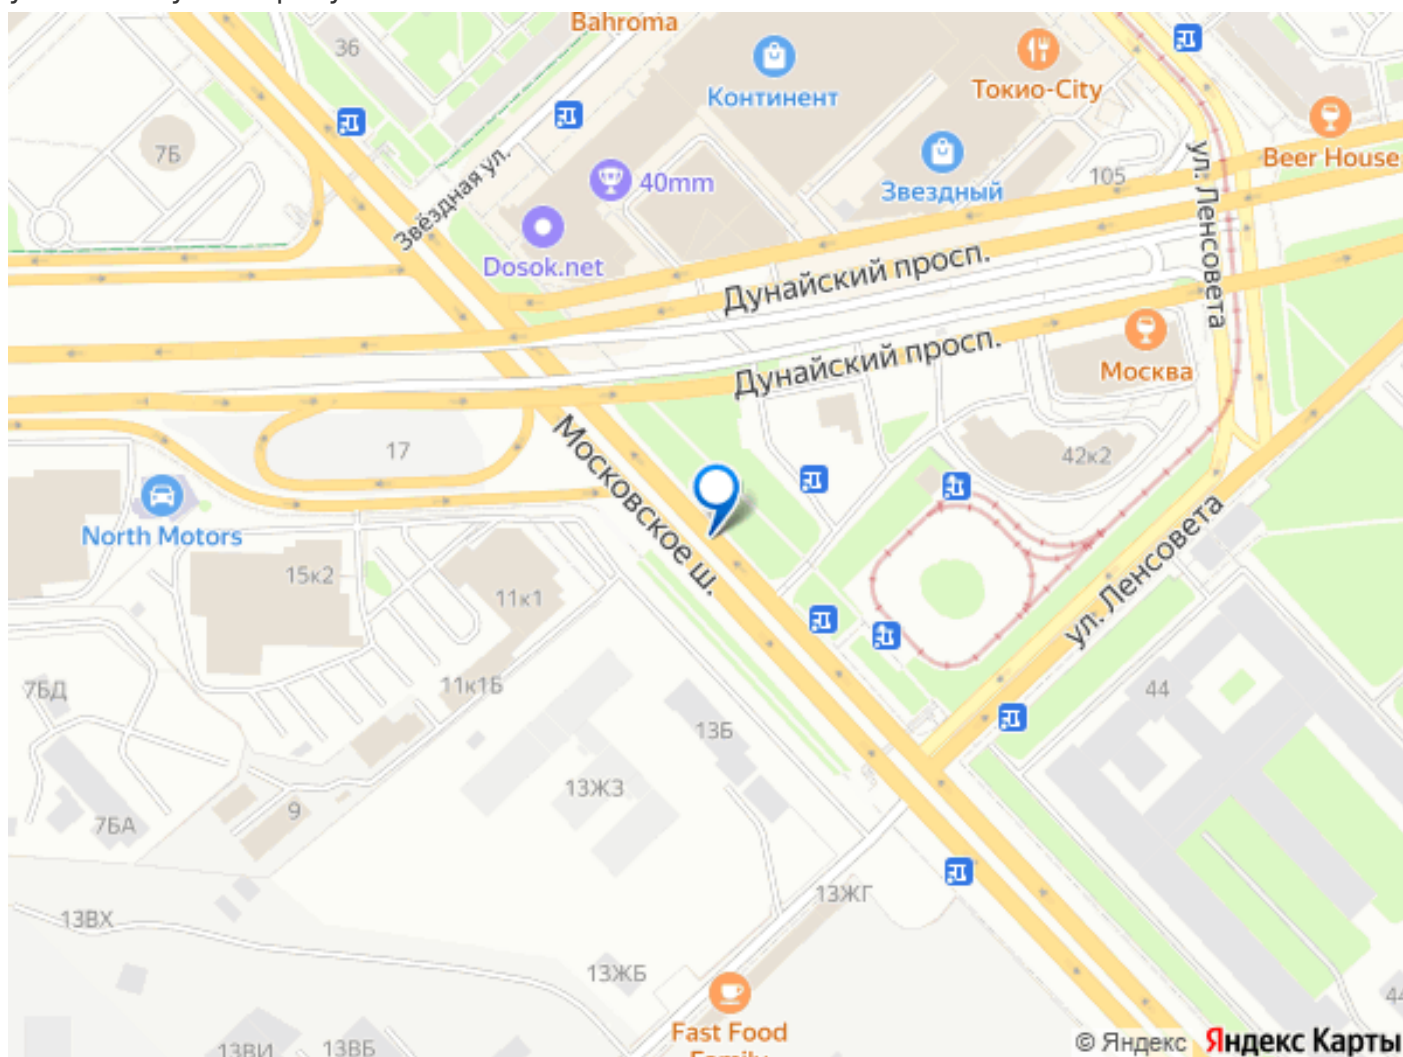 Bahroma
36
Континент
Токио-City
Beer House
7Б
Звёздная ул.
40mm
Звездный
105
ул. Ленсовета
Dosok.net
Дунайский просп.
Дунайский просп.
Москва
Московское ш.
17
42к2
North Motors
15к2
11к1
ул. Ленсовета
7БД
11к1Б
13Б
44
13ЖЗ
9
7БА
13ЖГ
13ВХ
13ЖБ
Fast Food
Family
13ВИ
13ВБ
© Яндекс Яндекс Карты